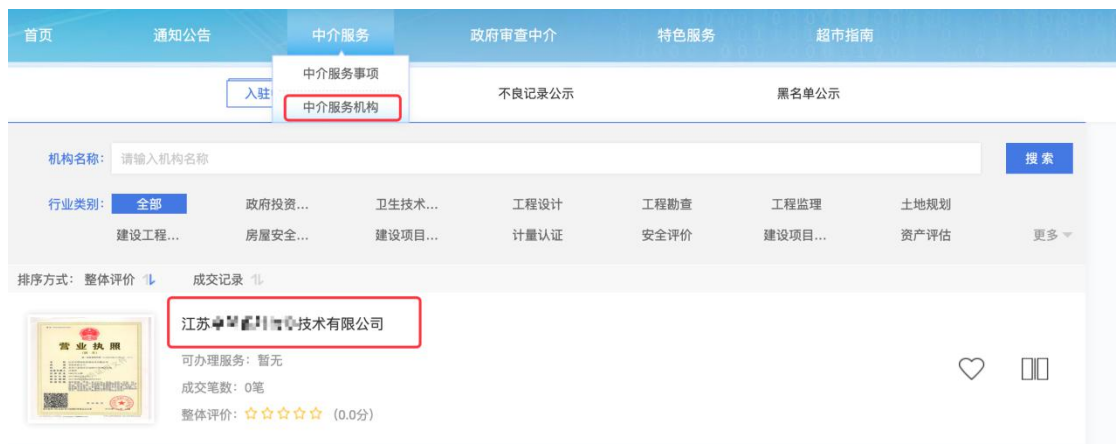 首页 通知公告 中介服务 政府审查中介 特色服务 超市指南
中介服务事项
入驻 中介服务机构 不良记录公示 黑名单公示
机构名称： 请输入机构名称 搜索
行业类别： 全部 政府投资... 卫生技术... 工程设计 工程勘查 工程监理 土地规划
建设工程... 房屋安全... 建设项目... 计量认证 安全评价 建设项目... 资产评估 更多
排序方式： 整体评价 成交记录
江苏 技术有限公司
营业执照
可办理服务：暂无
成交笔数：0笔
整体评价： (0.0分)